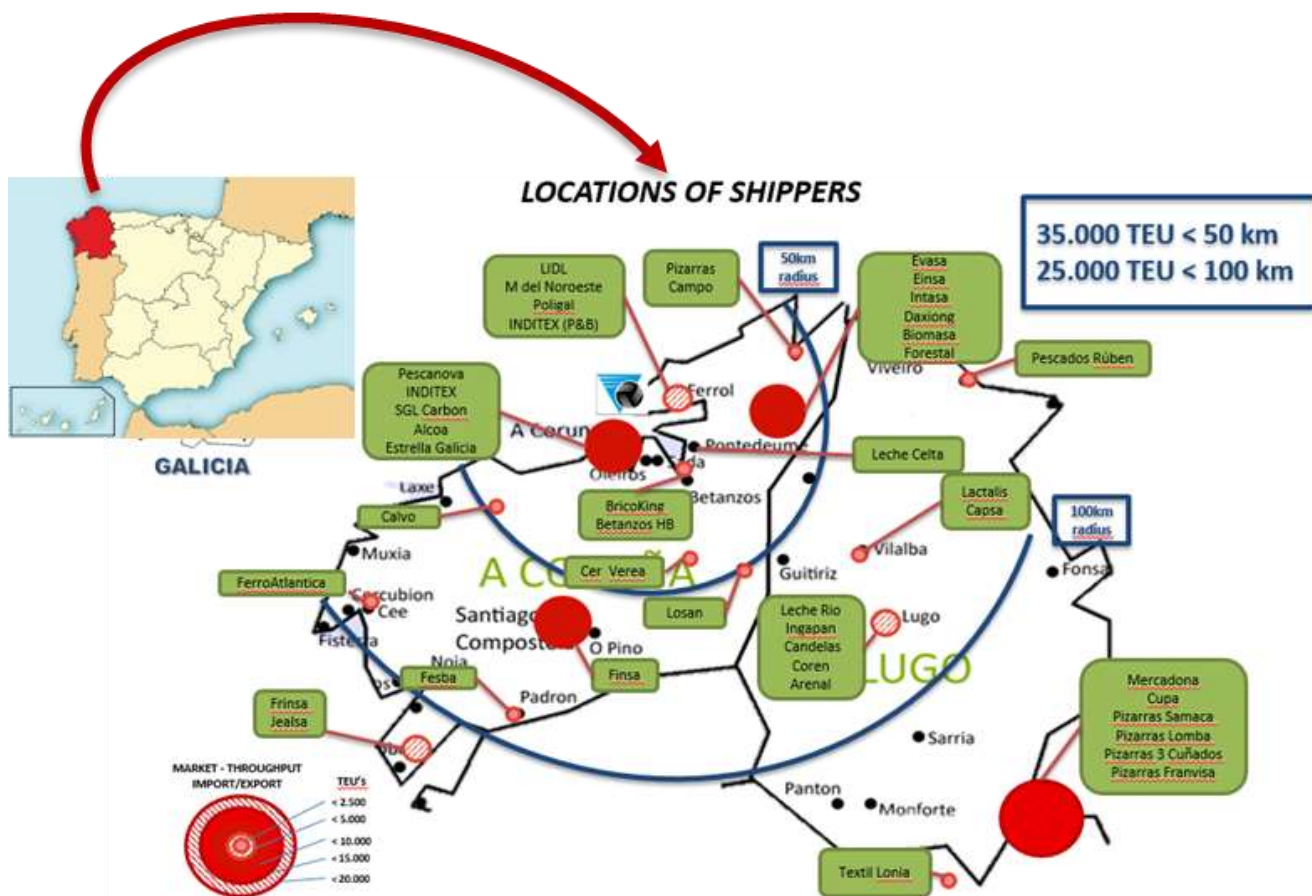 LOCATIONS OF SHIPPERS
35.000 TEU < 50 km
25.000 TEU < 100 km
GALICIA
LIDL
M del Noroeste
Poligal
INDITEX (P&B)
Pizarras
Campo
50km
radius
Evasa
Einsa
Intasa
Daxiong
Biomasa
Forestal
Viveiro
Pescados Rúben
Pescanova
INDITEX
SGL Carbon
Alcoa
Estrella Galicia
Ferrol
A Corun
Pontedeume
Oleiros
Sada
Betanzos
Leche Celta
BricoKing
Betanzos HB
Laxe
Calvo
Lactalis
Capsa
100km
radius
Muxia
A CO
ÑA
Cer Verea
Guitiriz
Vilalba
Fonsa
FerroAtlantica
Corcubion
Cee
Fisterra
Santiago
Compostela
O Pino
Losan
Leche Rio
Ingapan
Candelas
Coren
Arenal
Lugo
LUGO
Noia
Fesba
Padron
Finsa
Frinsa
Jealsa
Mercadona
Cupa
Pizarras Samaca
Pizarras Lomba
Pizarras 3 Cuñados
Pizarras Franvisa
Sarria
Panton
Monforte
Textil Lonia
MARKET - THROUGHPUT
IMPORT/EXPORT
TEU's
< 2.500
< 5.000
< 10.000
< 15.000
< 20.000